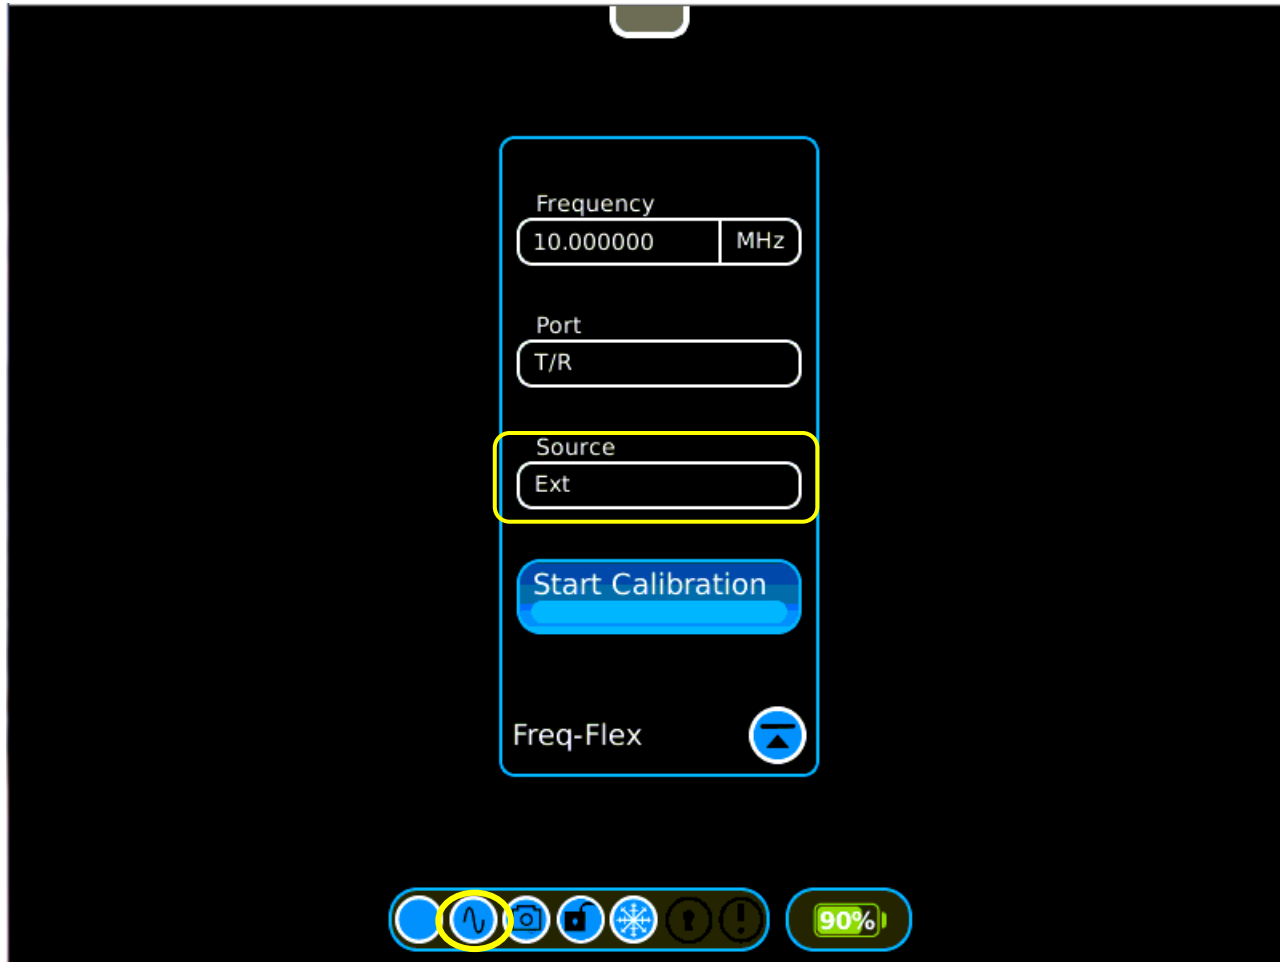 Frequency
10.000000 MHz
Port
T/R
Source
Ext
Start Calibration
Freq-Flex
90%